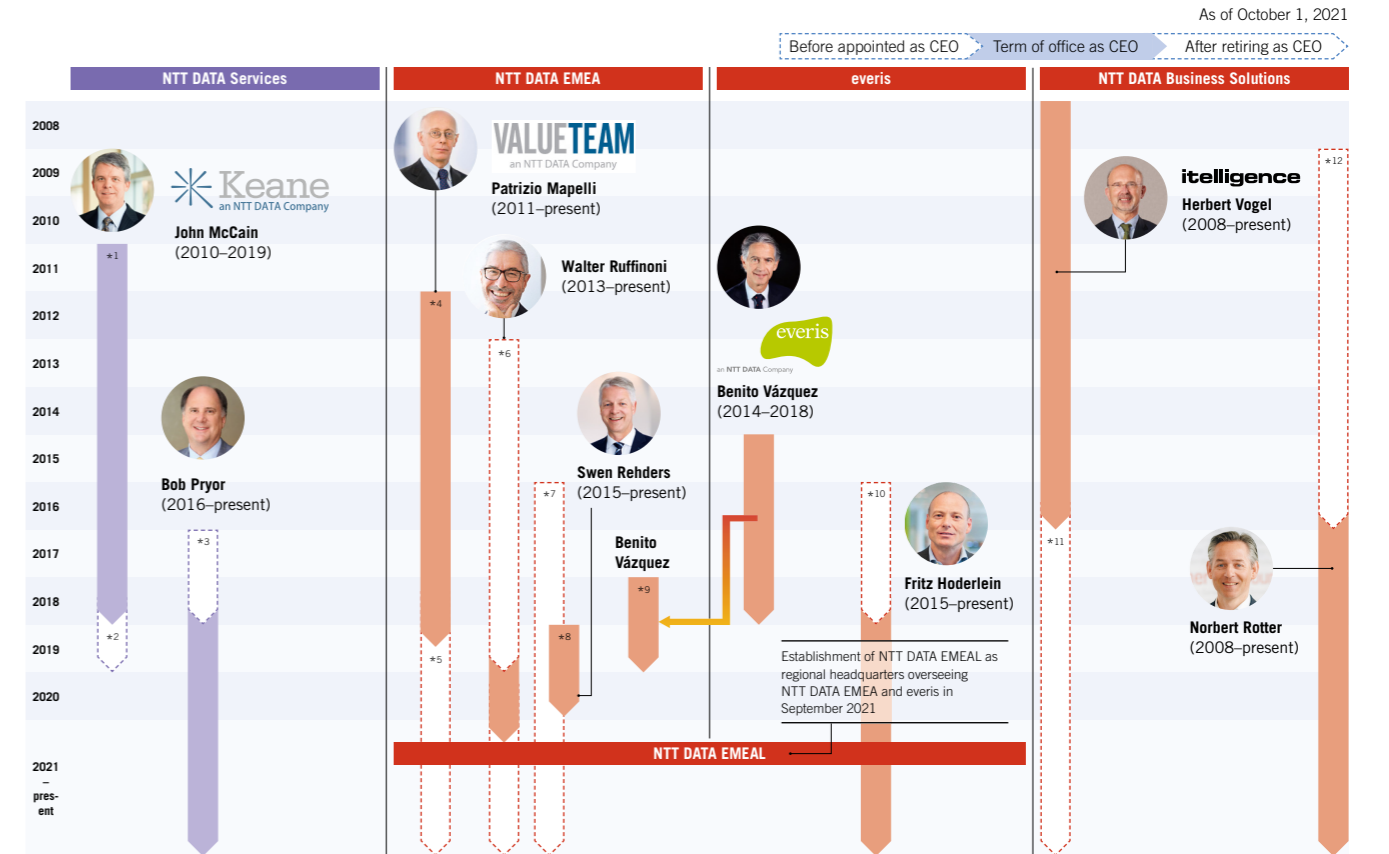 As of October 1, 2021
Before appointed as CEO
Term of office as CEO
After retiring as CEO
NTT DATA Services
NTT DATA EMEA
everis
NTT DATA Business Solutions
2008
2009
2010
2011
2012
2013
2014
2015
2016
2017
2018
2019
2020
2021
–
pres-
ent
Keane
an NTT DATA Company
John McCain
(2010–2019)
*1
*2
Bob Pryor
(2016–present)
*3
VALUETEAM
an NTT DATA Company
Patrizio Mapelli
(2011–present)
*4
*5
Walter Ruffinoni
(2013–present)
*6
Swen Rehders
(2015–present)
*7
*8
Benito
Vázquez
*9
everis
an NTT DATA Company
Benito Vázquez
(2014–2018)
*10
Fritz Hoderlein
(2015–present)
Establishment of NTT DATA EMEAL as
regional headquarters overseeing
NTT DATA EMEA and everis in
September 2021
NTT DATA EMEAL
itelligence
Herbert Vogel
(2008–present)
*11
*12
Norbert Rotter
(2008–present)